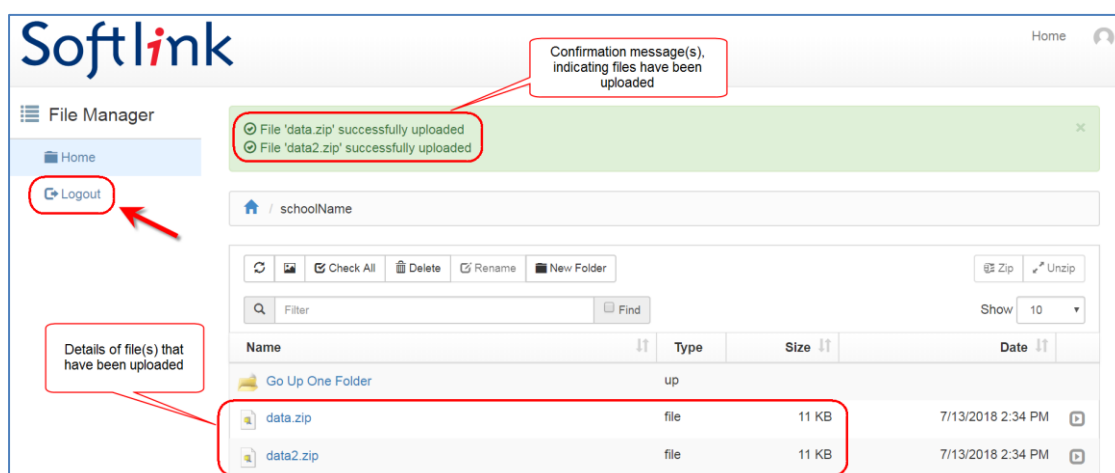 Softlink
Home
Confirmation message(s),
indicating files have been
uploaded
File Manager
Home
Logout
File 'data.zip' successfully uploaded
File 'data2.zip' successfully uploaded
×
/ schoolName
Check All Delete Rename New Folder Zip Unzip
Filter Find Show 10
Details of file(s) that
have been uploaded
Name Type Size Date
Go Up One Folder up
data.zip file 11 KB 7/13/2018 2:34 PM
data2.zip file 11 KB 7/13/2018 2:34 PM